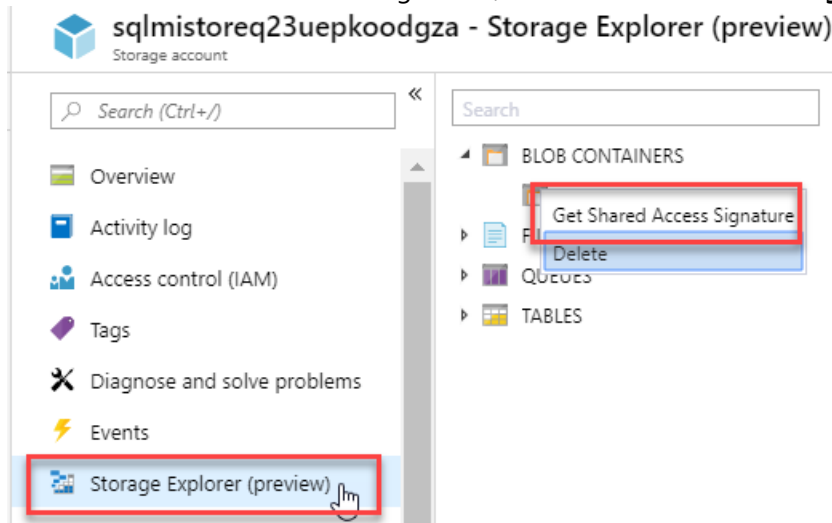 sqlmistoreq23uepkoodgza - Storage Explorer (preview)
Storage account
Search (Ctrl+/)
«
Search
Overview
Activity log
Access control (IAM)
Tags
Diagnose and solve problems
Events
Storage Explorer (preview)
BLOB CONTAINERS
Get Shared Access Signature
Delete
QUEUES
TABLES